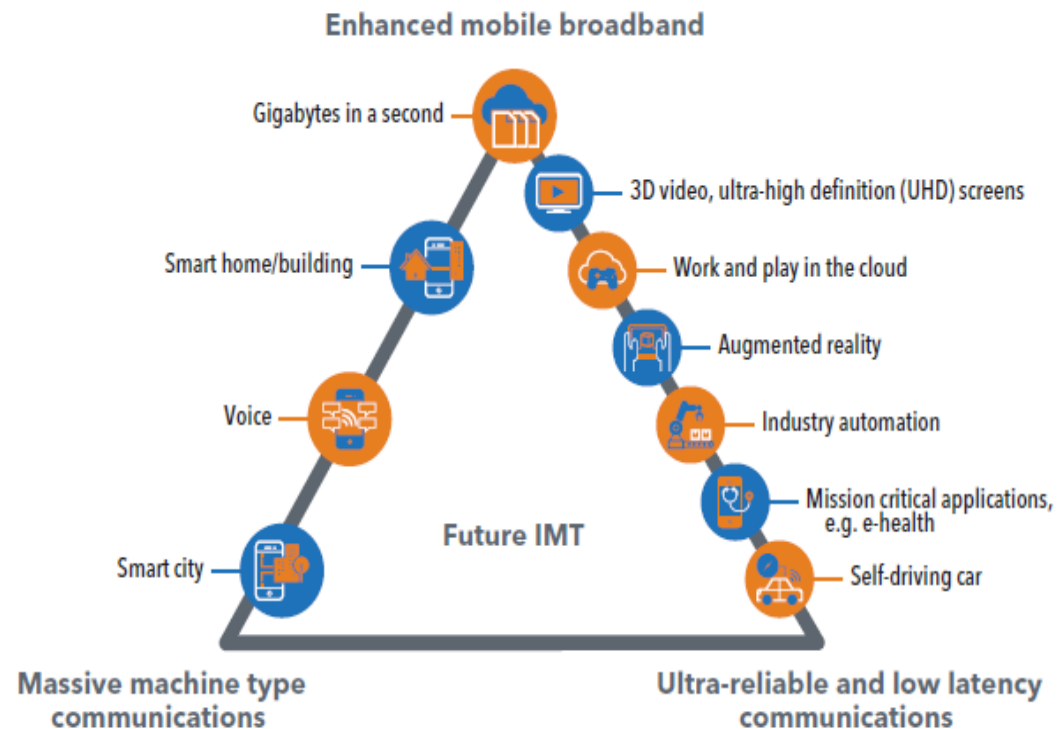 Enhanced mobile broadband
Gigabytes in a second
3D video, ultra-high definition (UHD) screens
Smart home/building
Work and play in the cloud
Augmented reality
Voice
Industry automation
Mission critical applications,
e.g. e-health
Future IMT
Smart city
Self-driving car
Massive machine type
communications
Ultra-reliable and low latency
communications